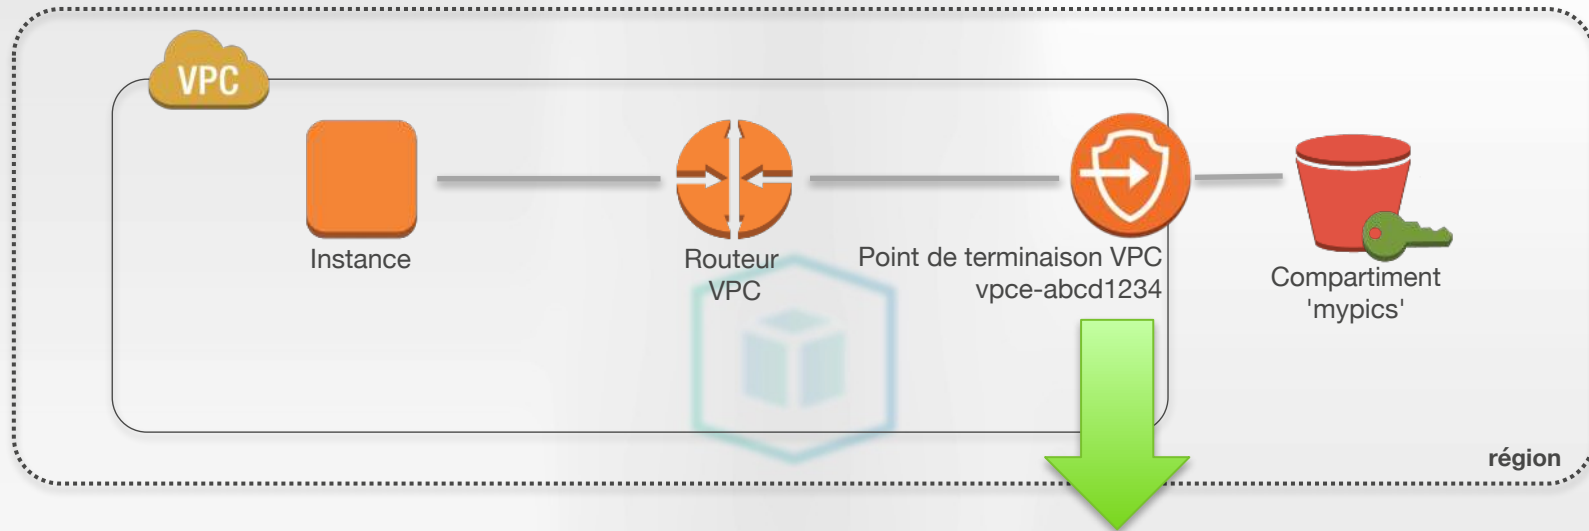 VPC
Instance
Routeur
VPC
Point de terminaison VPC
vpce-abcd1234
Compartiment
'mypics'
région